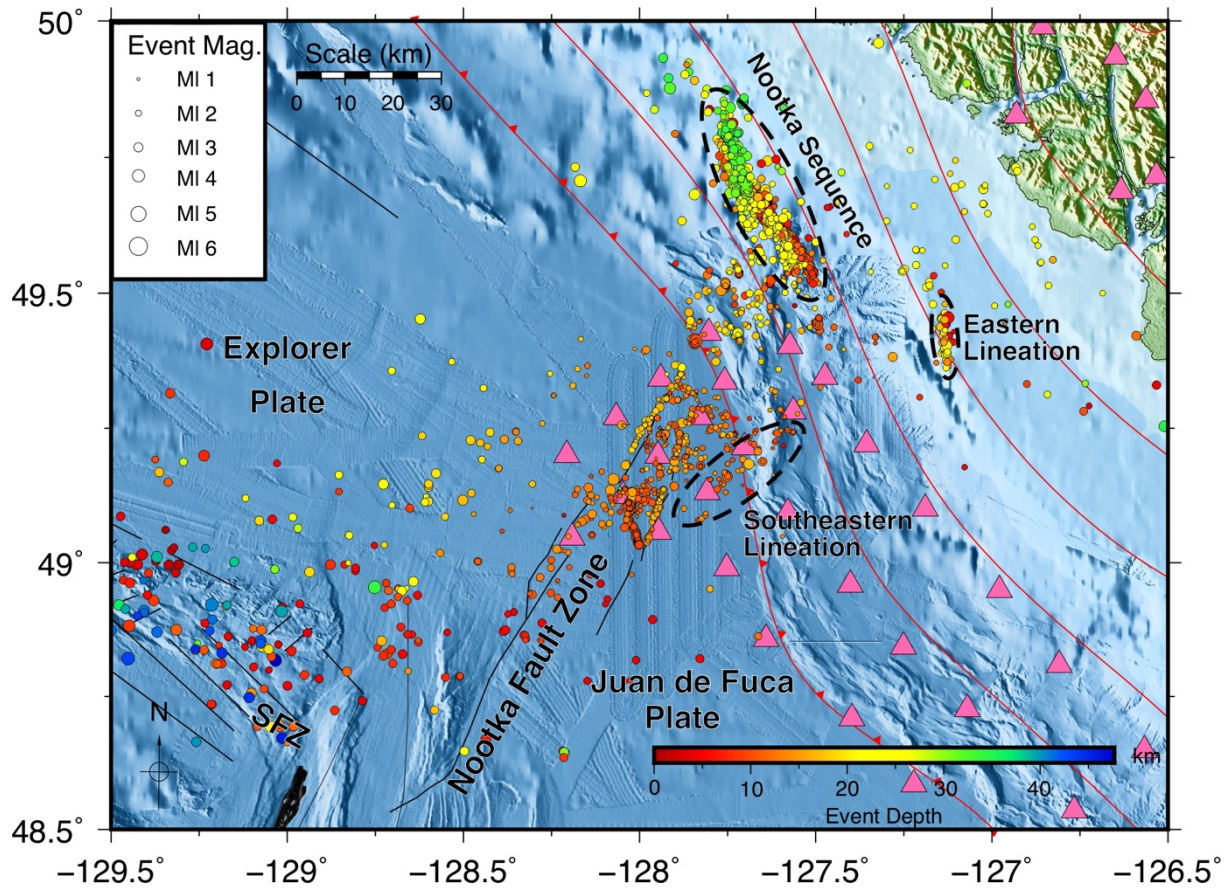 Event Mag.
Ml 1
Ml 2
Ml 3
Ml 4
Ml 5
Ml 6
Scale (km)
0 10 20 30
Nootka Sequence
Explorer
Plate
Eastern
Lineation
Southeastern
Lineation
Nootka Fault Zone
Juan de Fuca
Plate
SFZ
N
km
0 10 20 30 40
Event Depth
50˚
49.5˚
49˚
48.5˚
−129.5˚ −129˚ −128.5˚ −128˚ −127.5˚ −127˚ −126.5˚